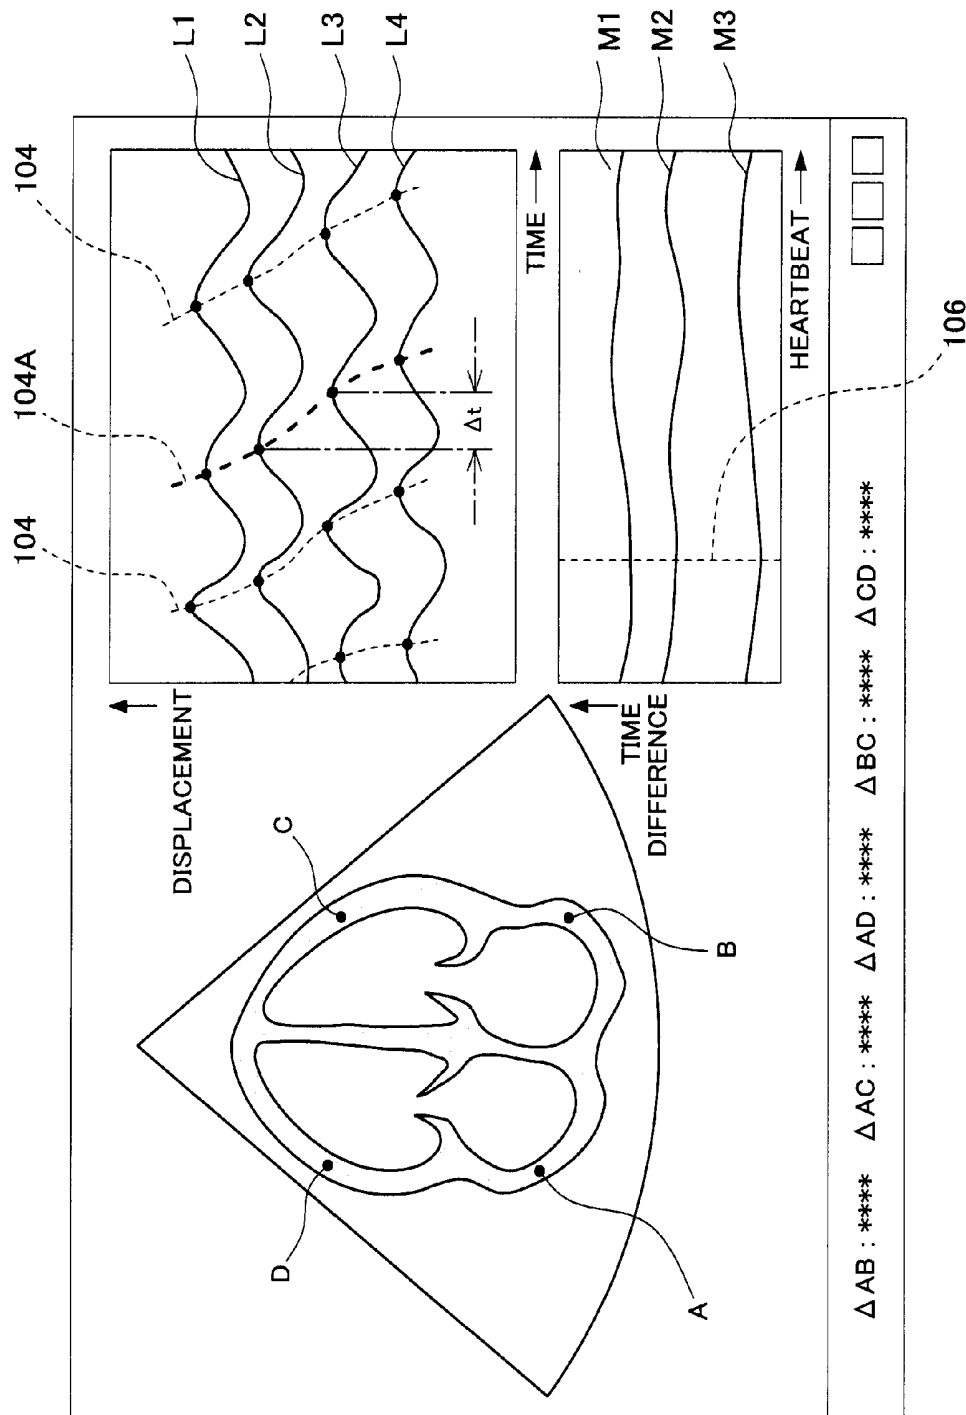 104
104A
104
L1
L2
L3
L4
DISPLACEMENT
Δt
TIME
M1
M2
M3
TIME
DIFFERENCE
HEARTBEAT
106
C
D
B
A
ΔAB : **** ΔAC : **** ΔAD : **** ΔBC : **** ΔCD : ****